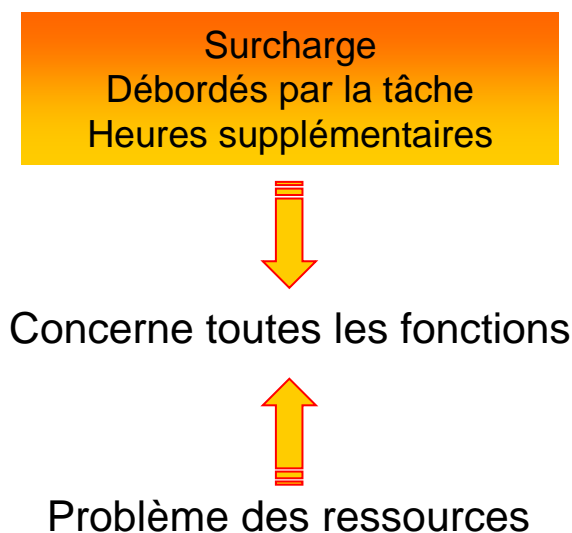 Surcharge
Débordés par la tâche
Heures supplémentaires
Concerne toutes les fonctions
Problème des ressources